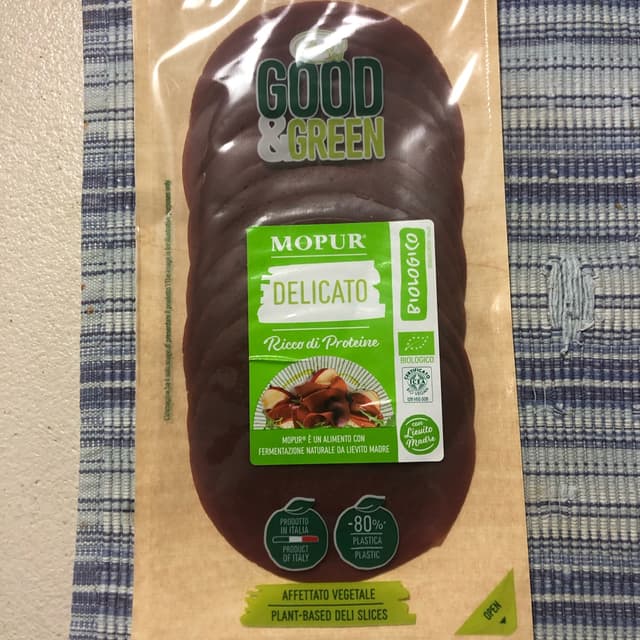 GOOD
&GREEN
MOPUR®
DELICATO
Ricco di Proteine
BIOLOGICO
BIOLOGICO
CERTIFICATO
con
Lievito
Madre
MOPUR® È UN ALIMENTO CON
FERMENTAZIONE NATURALE DA LIEVITO MADRE
PRODOTTO
IN ITALIA
PRODUCT
OF ITALY
-80%*
PLASTICA
PLASTIC*
AFFETTATO VEGETALE
PLANT-BASED DELI SLICES
OPEN